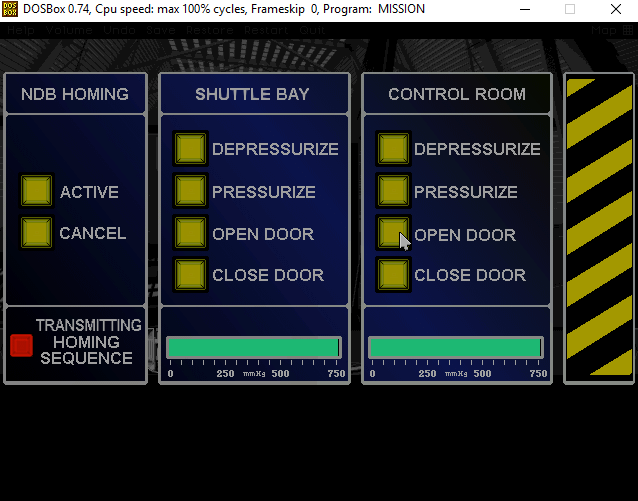 DOSBox 0.74, Cpu speed: max 100% cycles, Frameskip 0, Program: MISSION
Help Volume Undo Save Restore Restart Quit Map
NDB HOMING
ACTIVE
CANCEL
TRANSMITTING
HOMING
SEQUENCE
SHUTTLE BAY
DEPRESSURIZE
PRESSURIZE
OPEN DOOR
CLOSE DOOR
0 250 mmHg 500 750
CONTROL ROOM
DEPRESSURIZE
PRESSURIZE
OPEN DOOR
CLOSE DOOR
0 250 mmHg 500 750